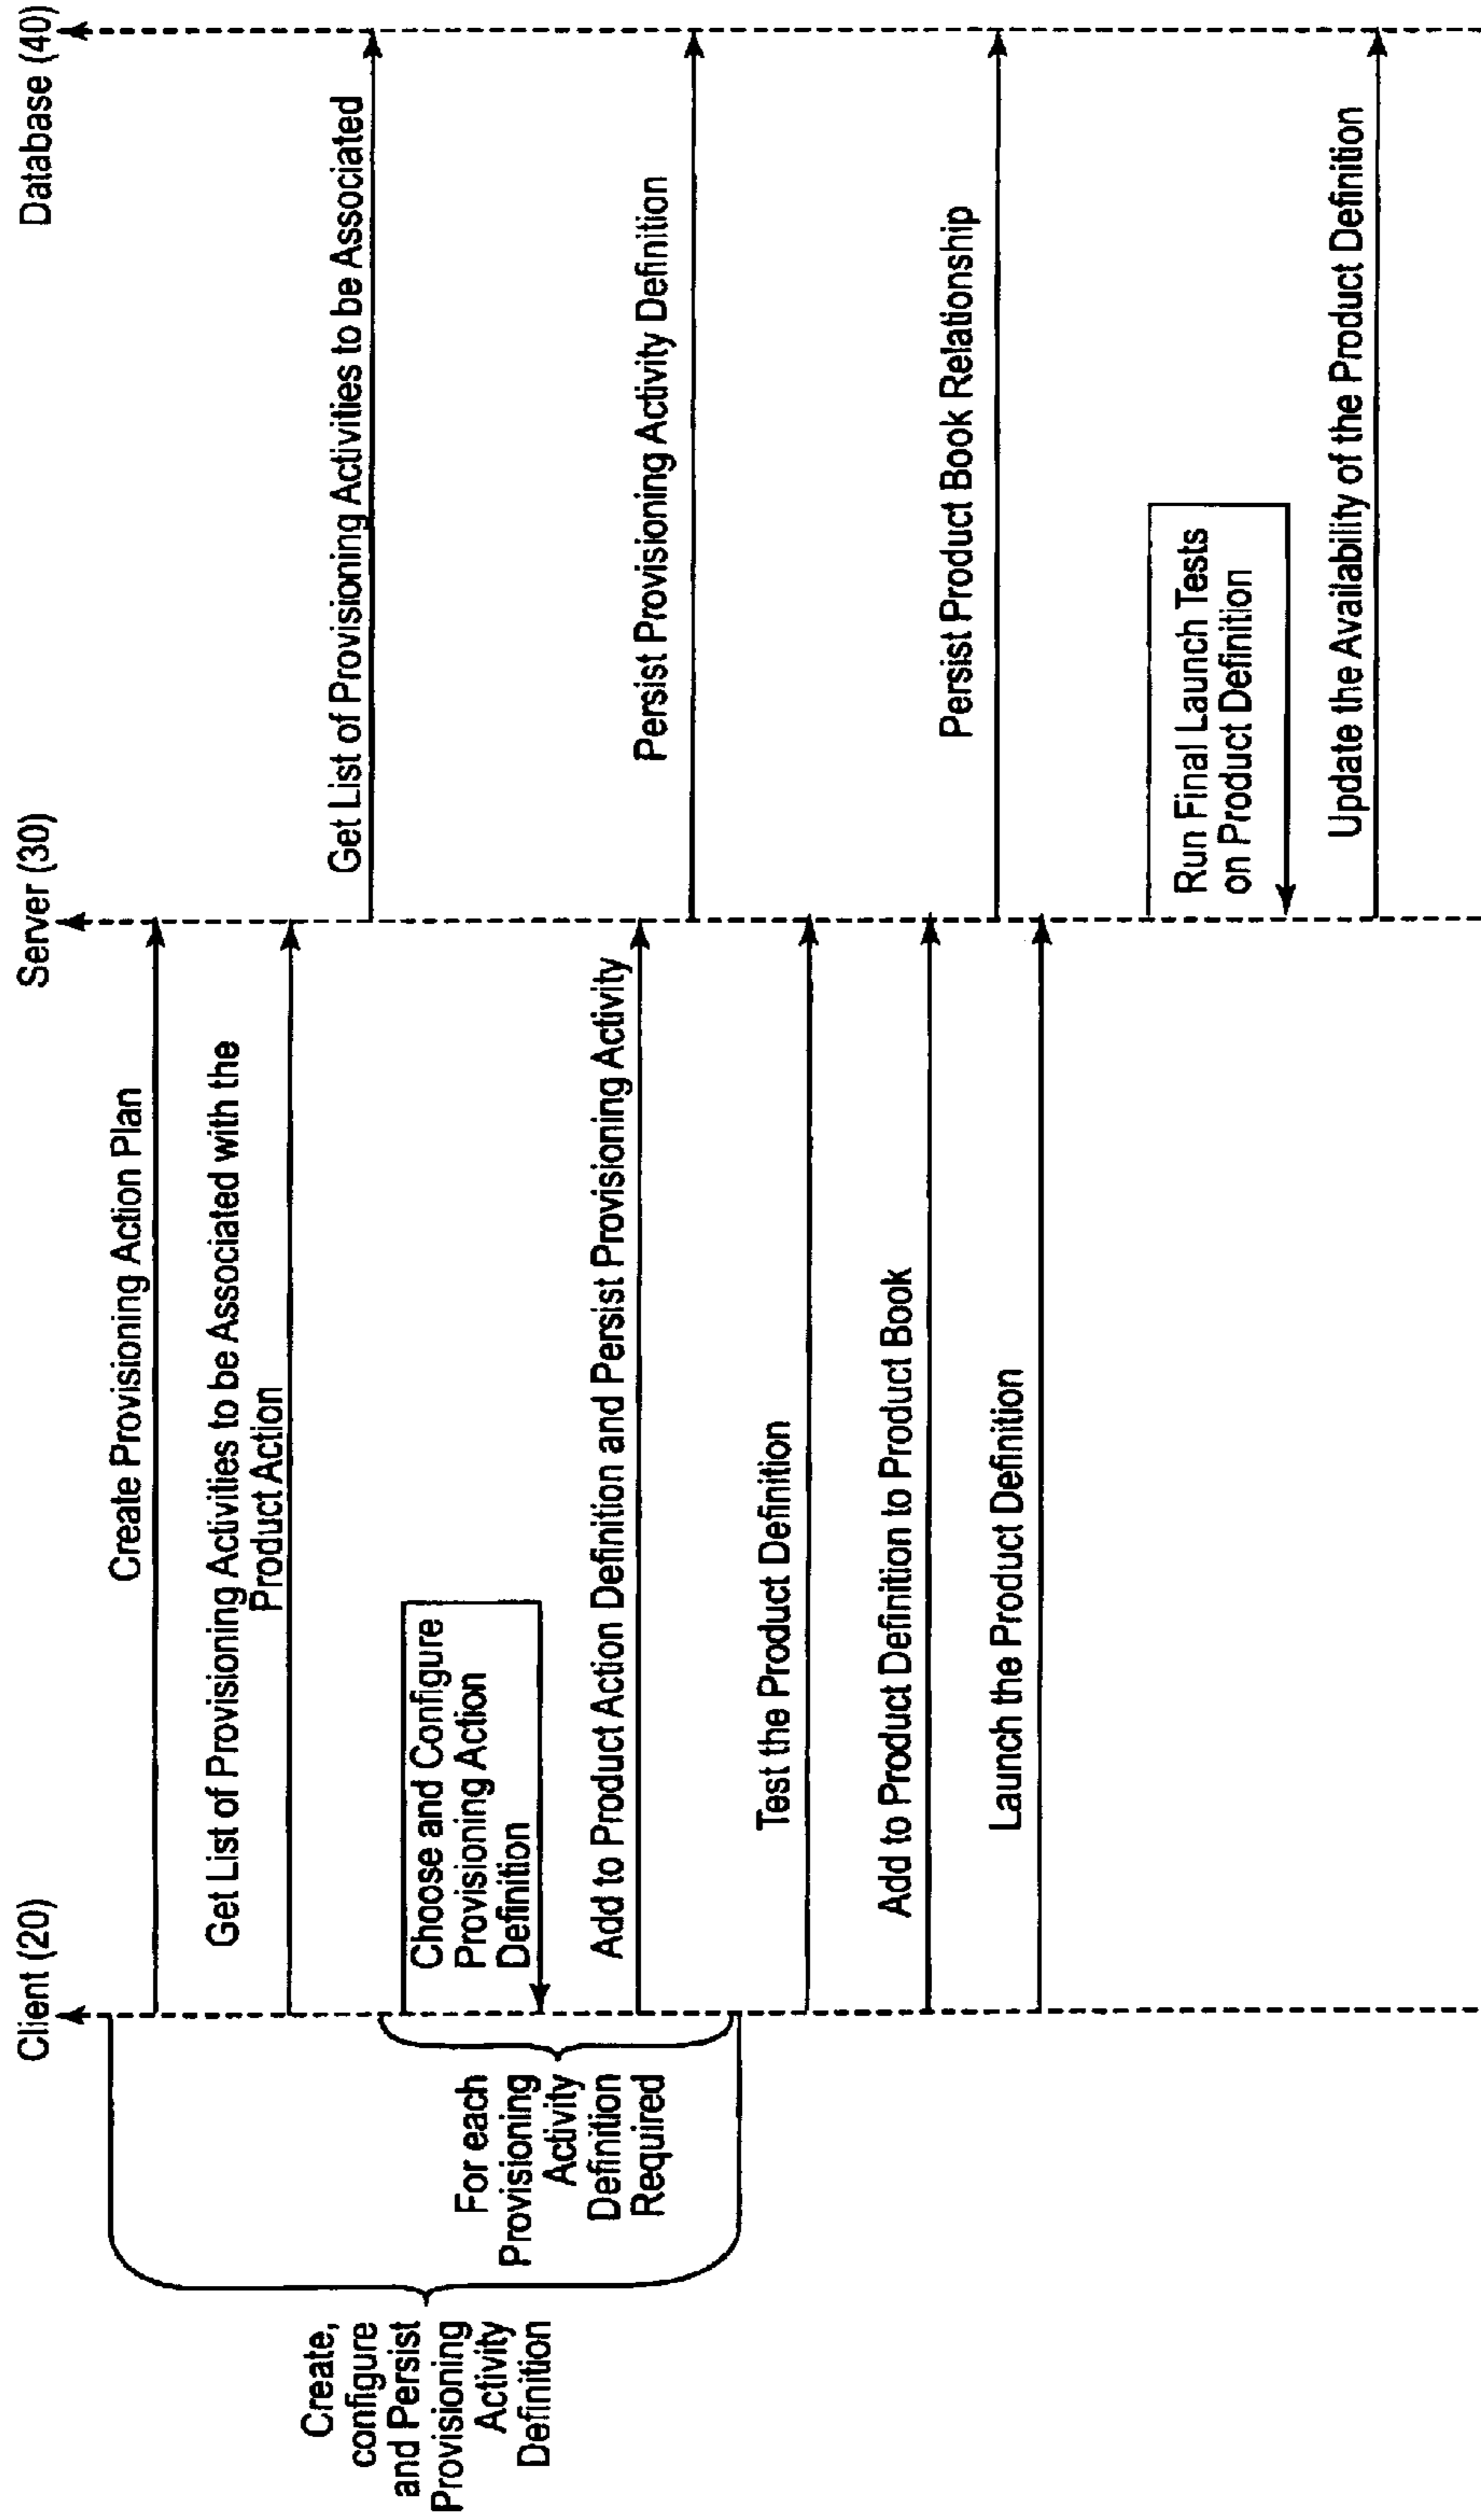 Client (20)
Server (30)
Database (40)
Create Provisioning Action Plan
Get List of Provisioning Activities to be Associated with the
Product Action
Get List of Provisioning Activities to be Associated
Create,
configure
and Persist
Provisioning
Activity
Definition
For each
Provisioning
Activity
Definition
Required
Choose and Configure
Provisioning Action
Definition
Add to Product Action Definition and Persist Provisioning Activity
Persist Provisioning Activity Definition
Test the Product Definition
Add to Product Definition to Product Book
Persist Product Book Relationship
Launch the Product Definition
Run Final Launch Tests
on Product Definition
Update the Availability of the Product Definition